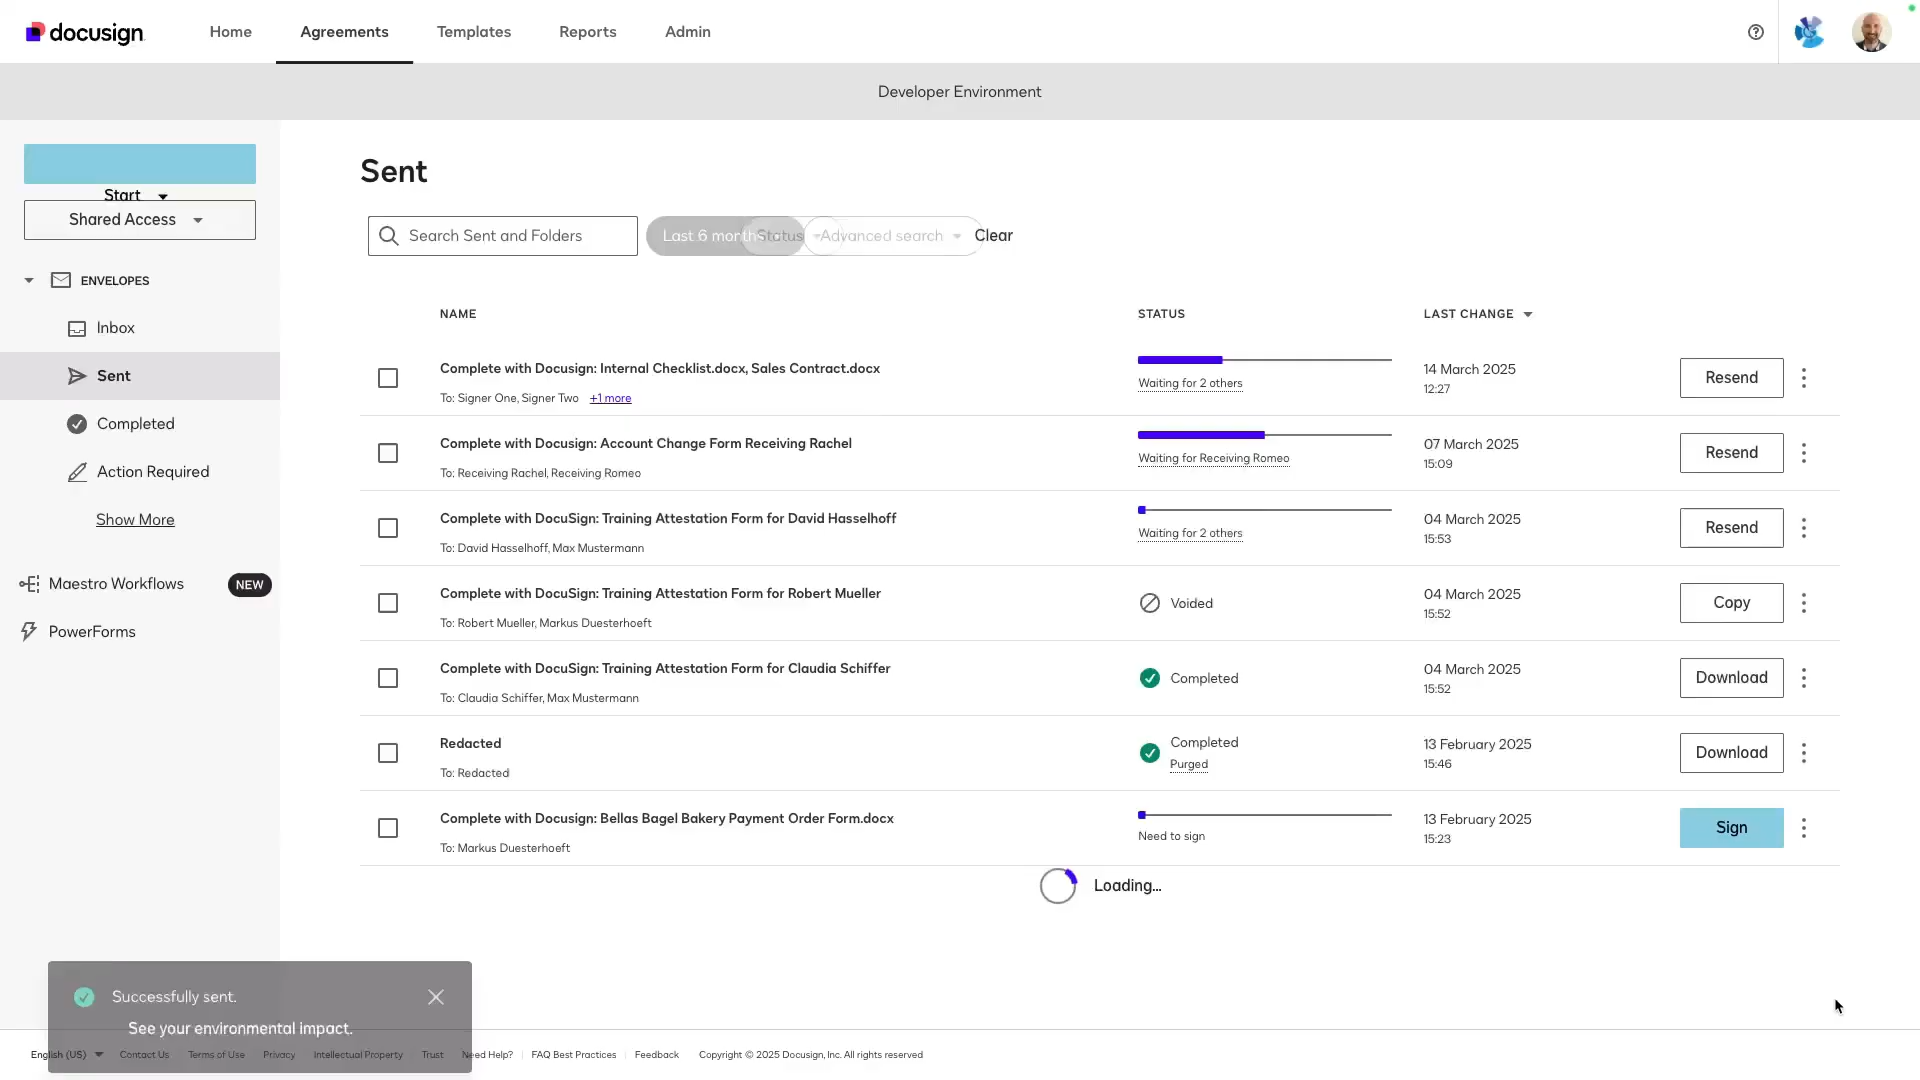 docusign
Home
Agreements
Templates
Reports
Admin
Developer Environment
Start
Shared Access
ENVELOPES
Inbox
Sent
Completed
Action Required
Show More
Maestro Workflows
NEW
PowerForms
Sent
Search Sent and Folders
Last 6 months
Status
Advanced search
Clear
NAME
STATUS
LAST CHANGE
Complete with Docusign: Internal Checklist.docx, Sales Contract.docx
To: Signer One, Signer Two +1 more
Waiting for 2 others
14 March 2025
12:27
Resend
Complete with Docusign: Account Change Form Receiving Rachel
To: Receiving Rachel, Receiving Romeo
Waiting for Receiving Romeo
07 March 2025
15:09
Resend
Complete with DocuSign: Training Attestation Form for David Hasselhoff
To: David Hasselhoff, Max Mustermann
Waiting for 2 others
04 March 2025
15:53
Resend
Complete with DocuSign: Training Attestation Form for Robert Mueller
To: Robert Mueller, Markus Duesterhoeft
Voided
04 March 2025
15:52
Copy
Complete with DocuSign: Training Attestation Form for Claudia Schiffer
To: Claudia Schiffer, Max Mustermann
Completed
04 March 2025
15:52
Download
Redacted
To: Redacted
Completed
Purged
13 February 2025
15:46
Download
Complete with Docusign: Bellas Bagel Bakery Payment Order Form.docx
To: Markus Duesterhoeft
Need to sign
13 February 2025
15:23
Sign
Loading...
Successfully sent.
See your environmental impact.
English (US)
Contact Us
Terms of Use
Privacy
Intellectual Property
Trust
Need Help?
FAQ Best Practices
Feedback
Copyright © 2025 Docusign, Inc. All rights reserved